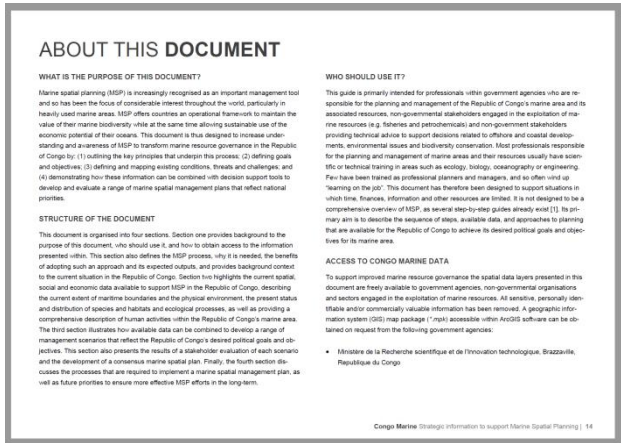 ABOUT THIS DOCUMENT
WHAT IS THE PURPOSE OF THIS DOCUMENT?
Marine spatial planning (MSP) is increasingly recognised as an important management tool
and so has been the focus of considerable interest throughout the world, particularly in
heavily used marine areas. MSP offers countries an operational framework to maintain the
value of their marine biodiversity while at the same time allowing sustainable use of the
economic potential of their oceans. This document is thus designed to increase under-
standing and awareness of MSP to transform marine resource governance in the Republic
of Congo by: (1) outlining the key principles that underpin this process; (2) defining goals
and objectives; (3) defining and mapping existing conditions, threats and challenges; and
(4) demonstrating how these information can be combined with decision support tools to
develop and evaluate a range of marine spatial management plans that reflect national
priorities.
STRUCTURE OF THE DOCUMENT
This document is organised into four sections. Section one provides background to the
purpose of this document, who should use it, and how to obtain access to the information
presented within. This section also defines the MSP process, why it is needed, the benefits
of adopting such an approach and its expected outputs, and provides background context
to the current situation in the Republic of Congo. Section two highlights the current spatial,
social and economic data available to support MSP in the Republic of Congo, describing
the current extent of maritime boundaries and the physical environment, the present status
and distribution of species and habitats and ecological processes, as well as providing a
comprehensive description of human activities within the Republic of Congo's marine area.
The third section illustrates how available data can be combined to develop a range of
management scenarios that reflect the Republic of Congo's desired political goals and ob-
jectives. This section also presents the results of a stakeholder evaluation of each scenario
and the development of a consensus marine spatial plan. Finally, the fourth section dis-
cusses the processes that are required to implement a marine spatial management plan, as
well as future priorities to ensure more effective MSP efforts in the long-term.
WHO SHOULD USE IT?
This guide is primarily intended for professionals within government agencies who are re-
sponsible for the planning and management of the Republic of Congo's marine area and its
associated resources, non-governmental stakeholders engaged in the exploitation of ma-
rine resources (e.g. fisheries and petrochemicals) and non-government stakeholders
providing technical advice to support decisions related to offshore and coastal develop-
ments, environmental issues and biodiversity conservation. Most professionals responsible
for the planning and management of marine areas and their resources usually have scien-
tific or technical training in areas such as ecology, biology, oceanography or engineering.
Few have been trained as professional planners and managers, and so often wind up
"learning on the job". This document has therefore been designed to support situations in
which time, finances, information and other resources are limited. It is not designed to be a
comprehensive overview of MSP, as several step-by-step guides already exist [1]. Its pri-
mary aim is to describe the sequence of steps, available data, and approaches to planning
that are available for the Republic of Congo to achieve its desired political goals and objec-
tives for its marine area.
ACCESS TO CONGO MARINE DATA
To support improved marine resource governance the spatial data layers presented in this
document are freely available to government agencies, non-governmental organisations
and sectors engaged in the exploitation of marine resources. All sensitive, personally iden-
tifiable and/or commercially valuable information has been removed. A geographic infor-
mation system (GIS) map package (*.mpk) accessible within ArcGIS software can be ob-
tained on request from the following government agencies:
• Ministère de la Recherche scientifique et de l'Innovation technologique, Brazzaville,
Republique du Congo
Congo Marine Strategic information to support Marine Spatial Planning | 14